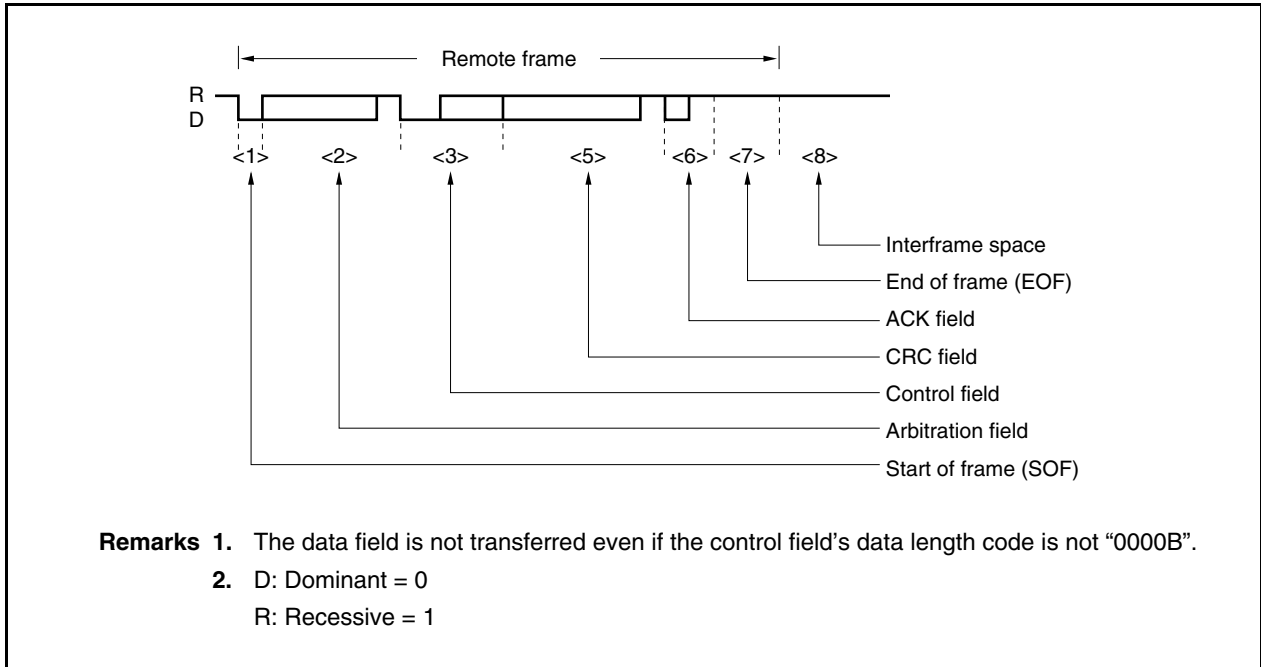 Remote frame
R
D
<1> <2> <3> <5> <6> <7> <8>
Interframe space
End of frame (EOF)
ACK field
CRC field
Control field
Arbitration field
Start of frame (SOF)
Remarks 1. The data field is not transferred even if the control field’s data length code is not “0000B”.
2. D: Dominant = 0
R: Recessive = 1